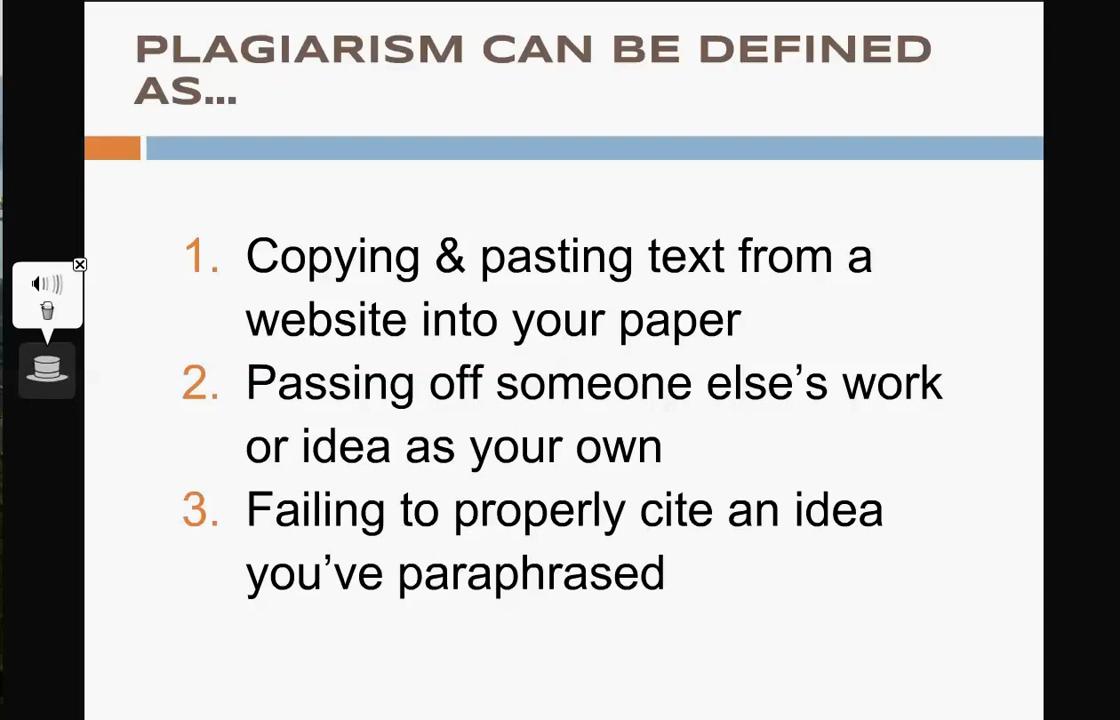 PLAGIARISM CAN BE DEFINED
AS...
1. Copying & pasting text from a
website into your paper
2. Passing off someone else’s work
or idea as your own
3. Failing to properly cite an idea
you’ve paraphrased